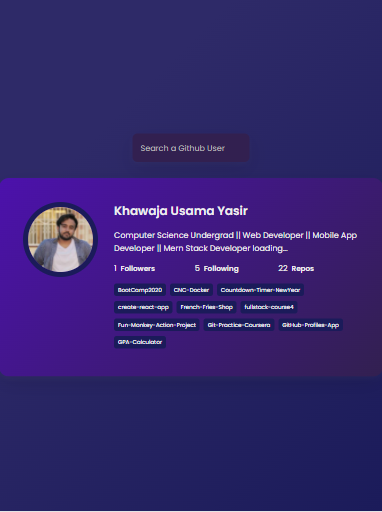 Search a Github User
Khawaja Usama Yasir
Computer Science Undergrad || Web Developer || Mobile App
Developer || Mern Stack Developer loading...
1 Followers 5 Following 22 Repos
BootCamp2020 CNC-Docker Countdown-Timer-NewYear
create-react-app French-Fries-Shop fullstack-course4
Fun-Monkey-Action-Project Git-Practice-Coursera GitHub-Profiles-App
GPA-Calculator